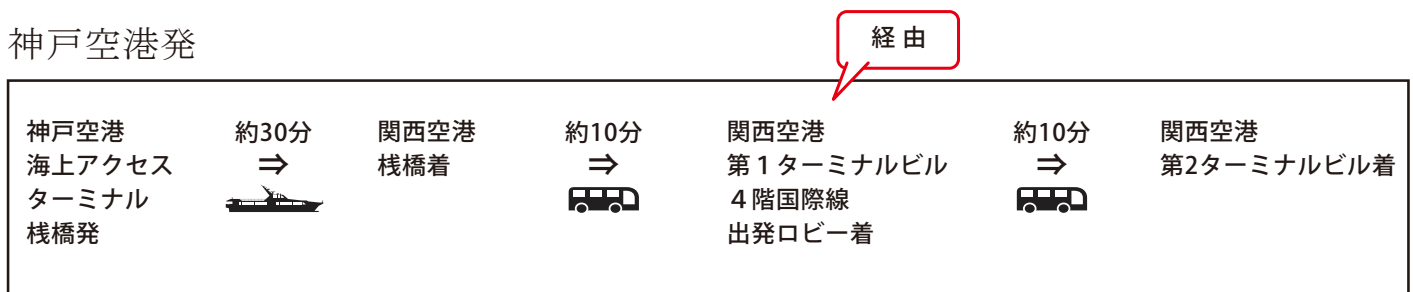 神戸空港発
経 由
神戸空港
海上アクセス
ターミナル
桟橋発
約30分
⇒
関西空港
桟橋着
約10分
⇒
関西空港
第１ターミナルビル
４階国際線
出発ロビー着
約10分
⇒
関西空港
第2ターミナルビル着